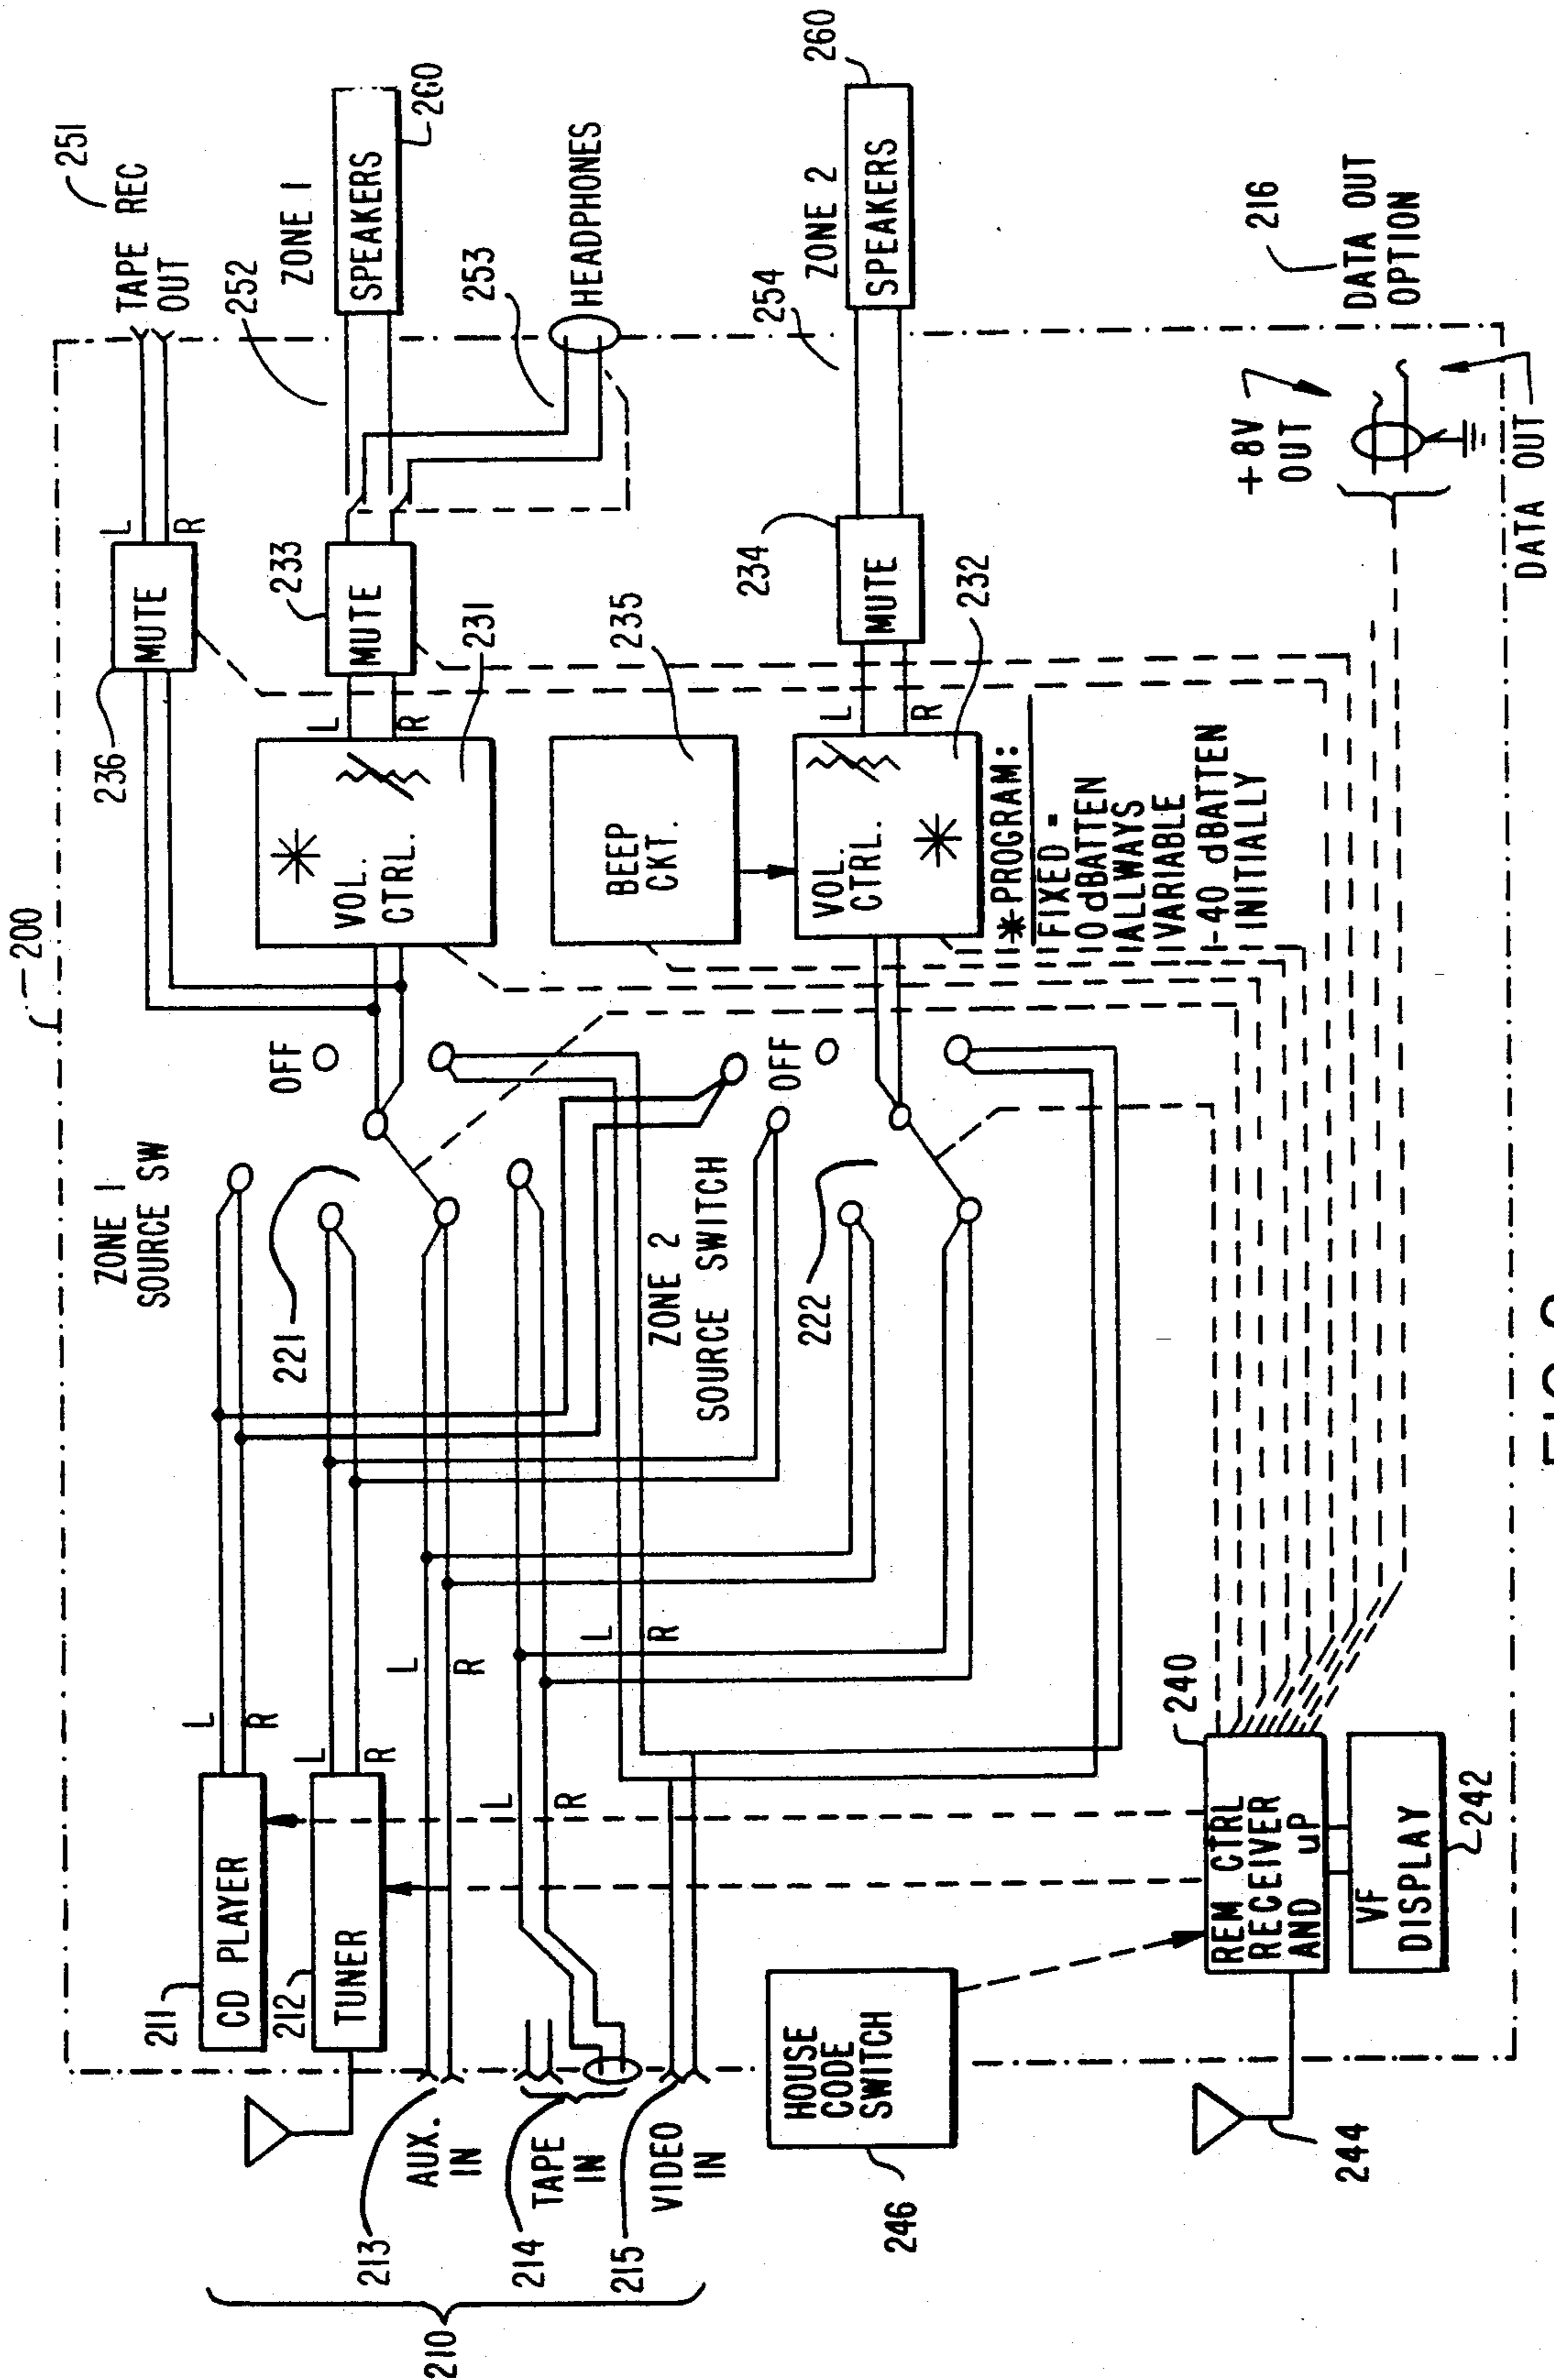 200
251
TAPE REC
OUT
236
MUTE
L
R
ZONE 1
SPEAKERS
260
252
233
MUTE
L
R
231
VOL.
CTRL.
*
253
HEADPHONES
235
BEEP
CKT.
ZONE 2
SPEAKERS
260
254
234
MUTE
L
R
232
VOL.
CTRL.
*
*PROGRAM:
FIXED =
0 dBATTEN
ALLWAYS
VARIABLE
-40 dBATTEN
INITIALLY
216
DATA OUT
OPTION
+8V
OUT
DATA OUT
ZONE 1
SOURCE SW
OFF
221
ZONE 2
SOURCE SWITCH
OFF
222
211
CD PLAYER
L
R
212
TUNER
L
R
210
213
AUX.
IN
L
R
214
TAPE
IN
L
R
215
VIDEO
IN
L
R
246
HOUSE
CODE
SWITCH
240
REM CTRL
RECEIVER
AND uP
VF
DISPLAY
242
244